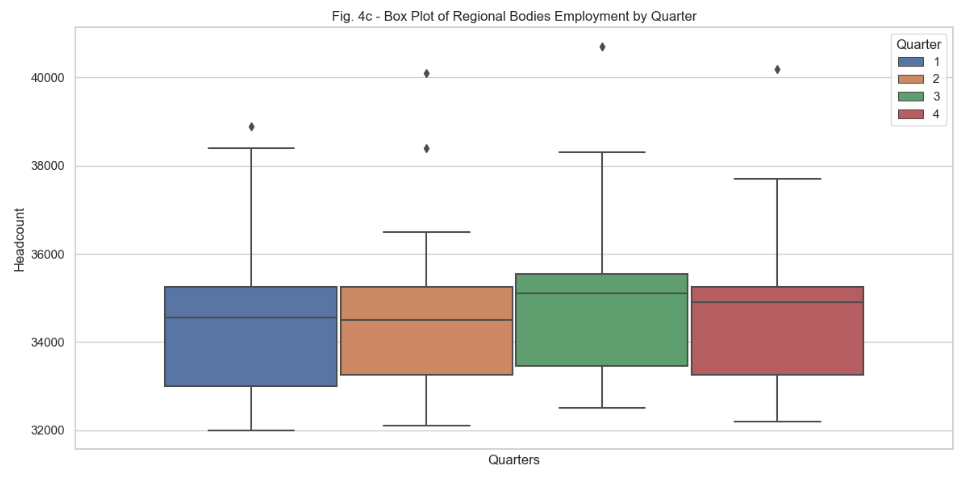 Fig. 4c - Box Plot of Regional Bodies Employment by Quarter
Quarter
1
2
3
4
40000
38000
36000
34000
32000
Headcount
Quarters